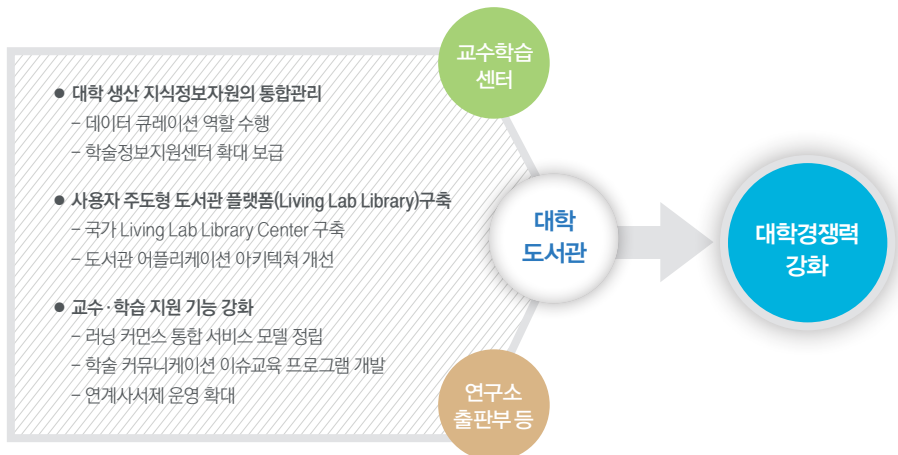 교수학습
센터
● 대학 생산 지식정보자원의 통합관리
– 데이터 큐레이션 역할 수행
– 학술정보지원센터 확대 보급
● 사용자 주도형 도서관 플랫폼(Living Lab Library)구축
– 국가 Living Lab Library Center 구축
– 도서관 어플리케이션 아키텍쳐 개선
● 교수·학습 지원 기능 강화
– 러닝 커먼스 통합 서비스 모델 정립
– 학술 커뮤니케이션 이슈교육 프로그램 개발
– 연계사서제 운영 확대
대학
도서관
대학경쟁력
강화
연구소
출판부 등